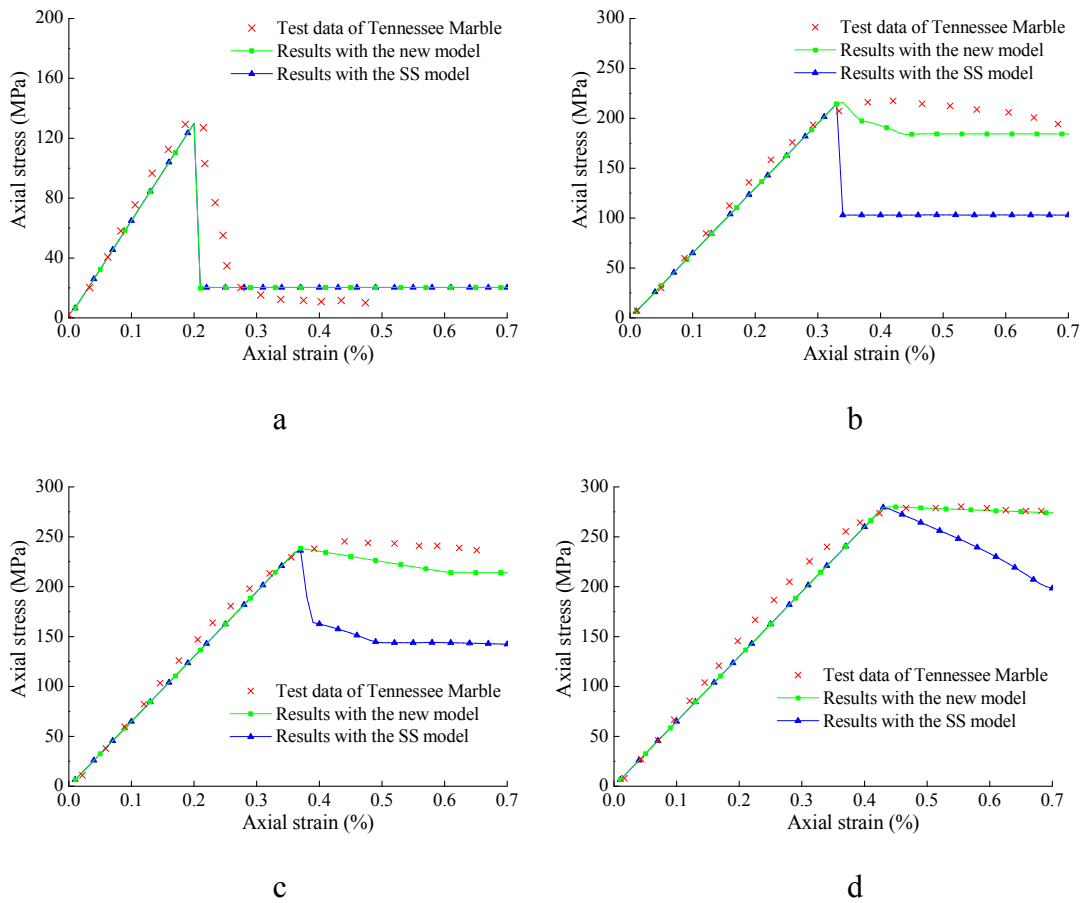 200
160
120
80
40
0
Axial stress (MPa)
Test data of Tennessee Marble
Results with the new model
Results with the SS model
0.0 0.1 0.2 0.3 0.4 0.5 0.6 0.7
Axial strain (%)
a
300
250
200
150
100
50
0
Axial stress (MPa)
Test data of Tennessee Marble
Results with the new model
Results with the SS model
0.0 0.1 0.2 0.3 0.4 0.5 0.6 0.7
Axial strain (%)
b
300
250
200
150
100
50
0
Axial stress (MPa)
Test data of Tennessee Marble
Results with the new model
Results with the SS model
0.0 0.1 0.2 0.3 0.4 0.5 0.6 0.7
Axial strain (%)
c
300
250
200
150
100
50
0
Axial stress (MPa)
Test data of Tennessee Marble
Results with the new model
Results with the SS model
0.0 0.1 0.2 0.3 0.4 0.5 0.6 0.7
Axial strain (%)
d